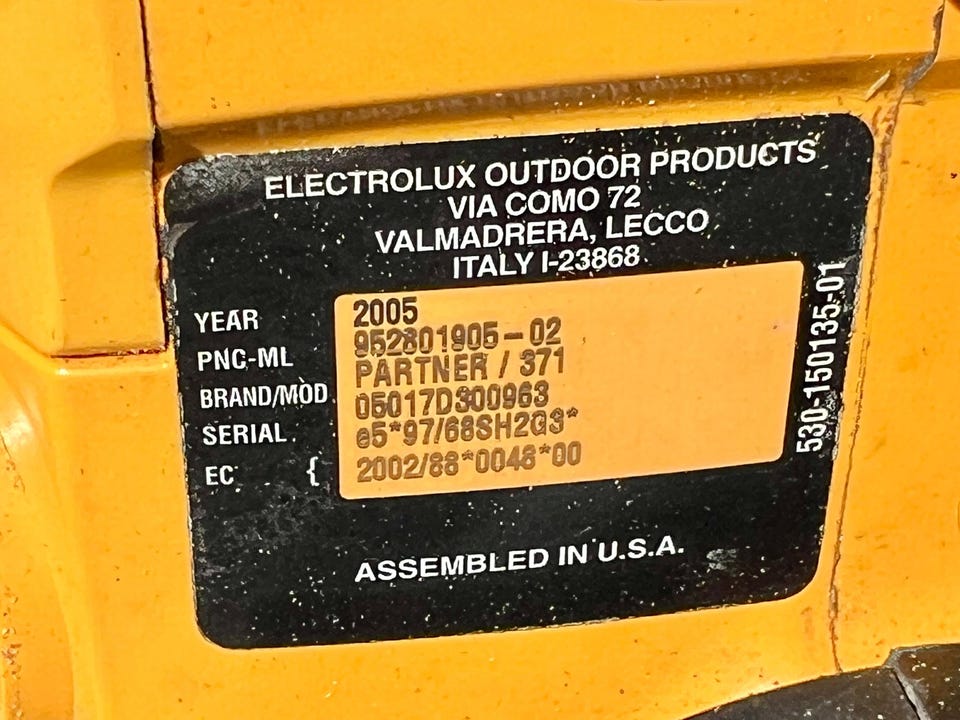 ELECTROLUX OUTDOOR PRODUCTS
VIA COMO 72
VALMADRERA, LECCO
ITALY I-23868
YEAR 2005
PNC-ML 952801905-02
BRAND/MOD PARTNER / 371
SERIAL 05017D300963
EC { e5*97/68SH2G3*
2002/88*0046*00
ASSEMBLED IN U.S.A.
530-150135-01